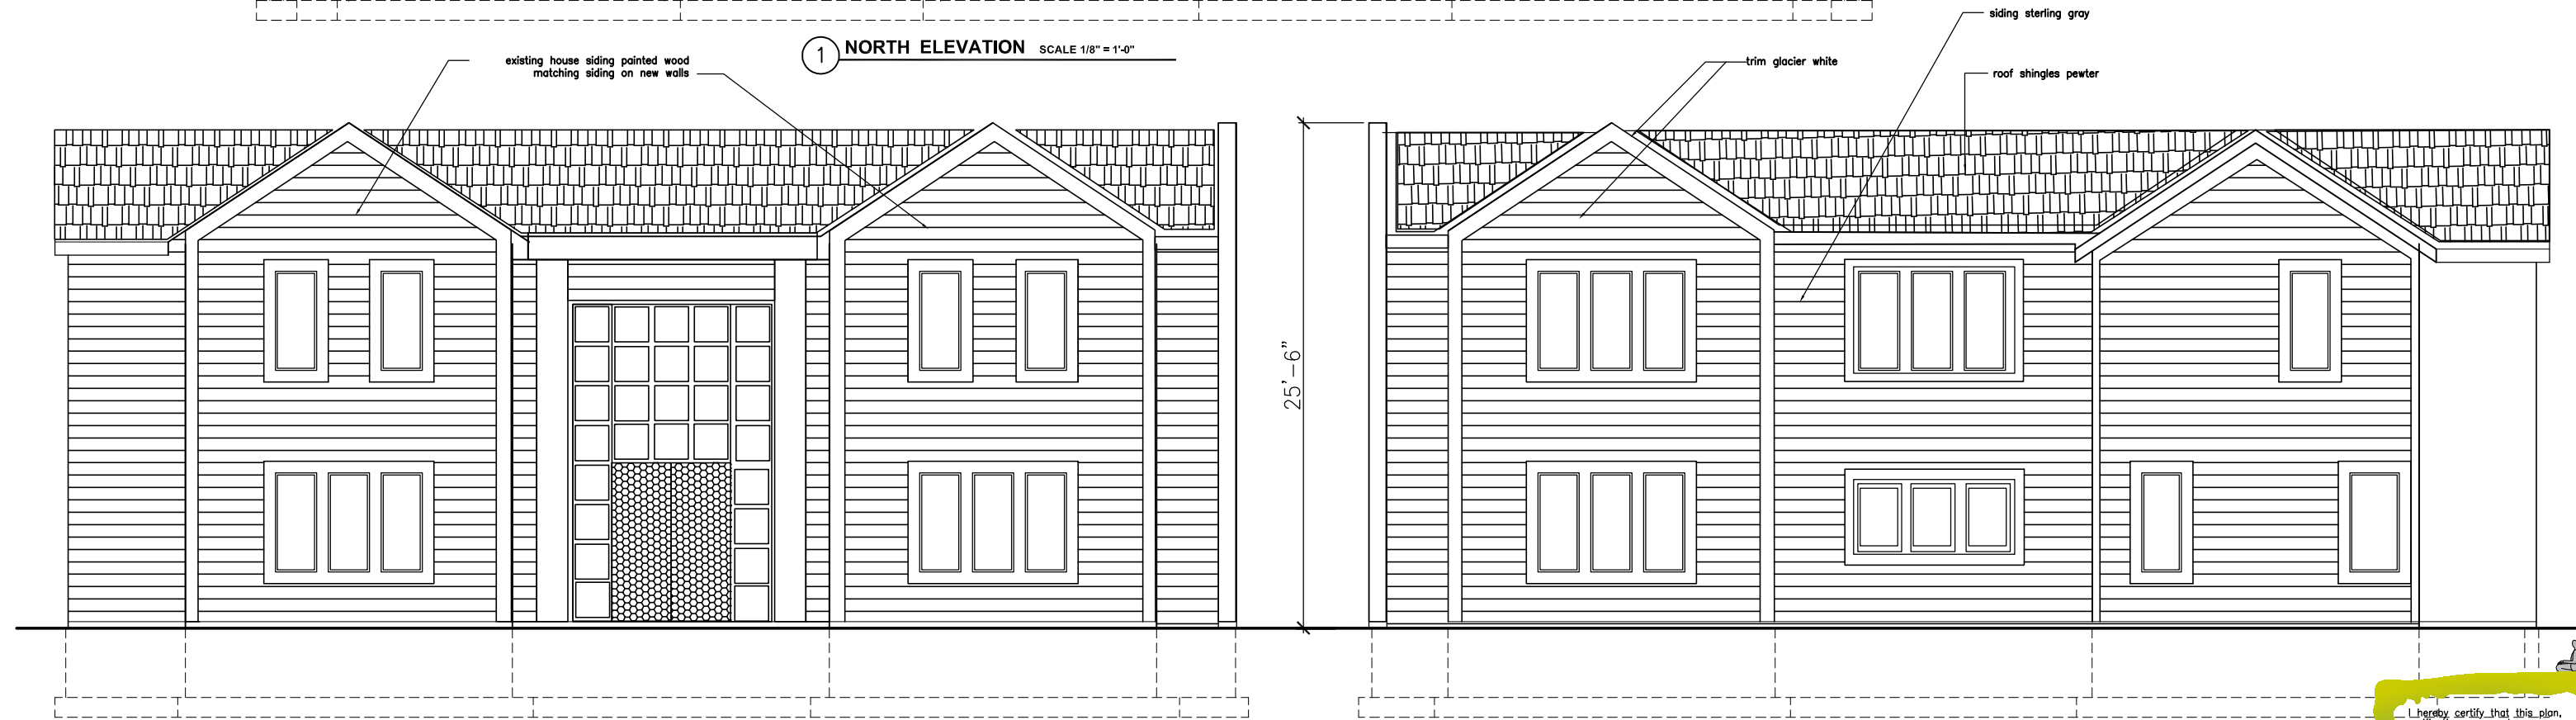 siding sterling gray
1 NORTH ELEVATION SCALE 1/8" = 1'-0"
existing house siding painted wood
matching siding on new walls
trim glacier white
roof shingles pewter
25'-6"
I hereby certify that this plan,